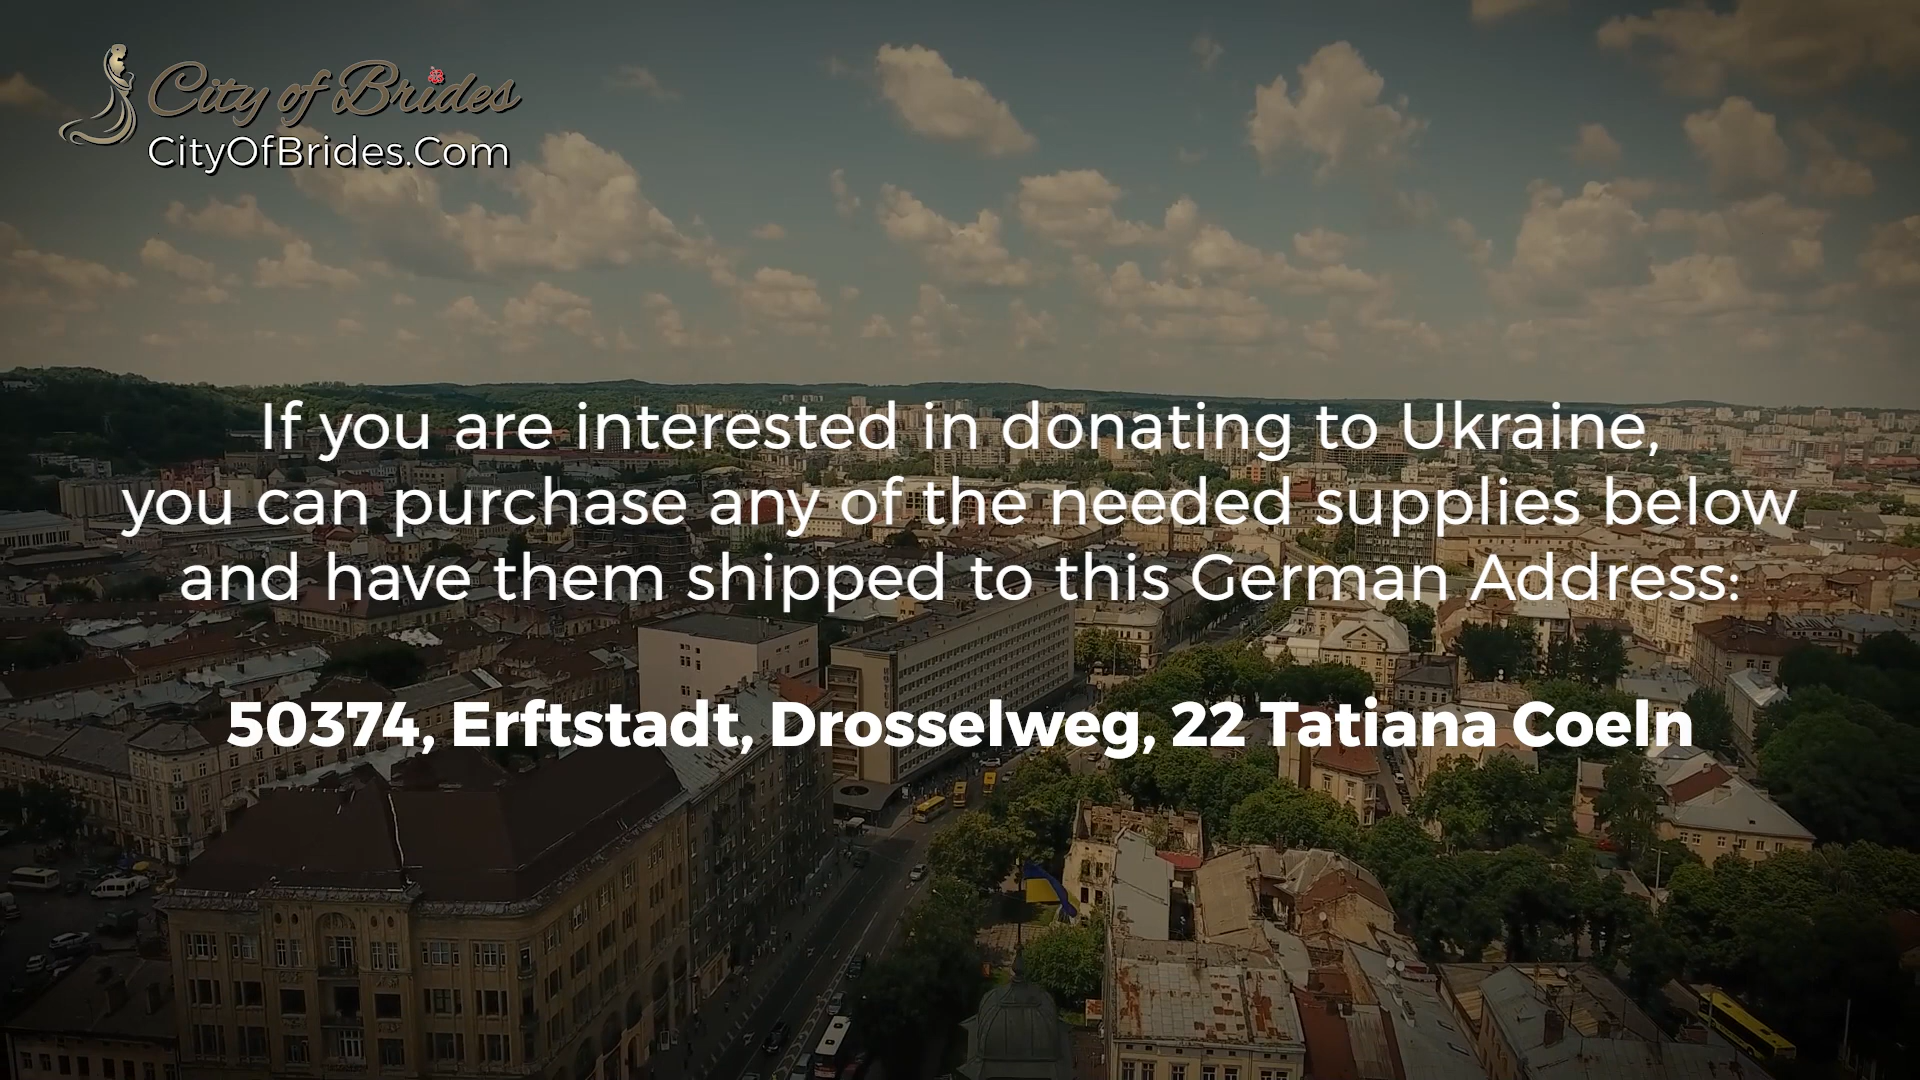 City of Brides
CityOfBrides.Com
If you are interested in donating to Ukraine,
you can purchase any of the needed supplies below
and have them shipped to this German Address:
50374, Erftstadt, Drosselweg, 22 Tatiana Coeln